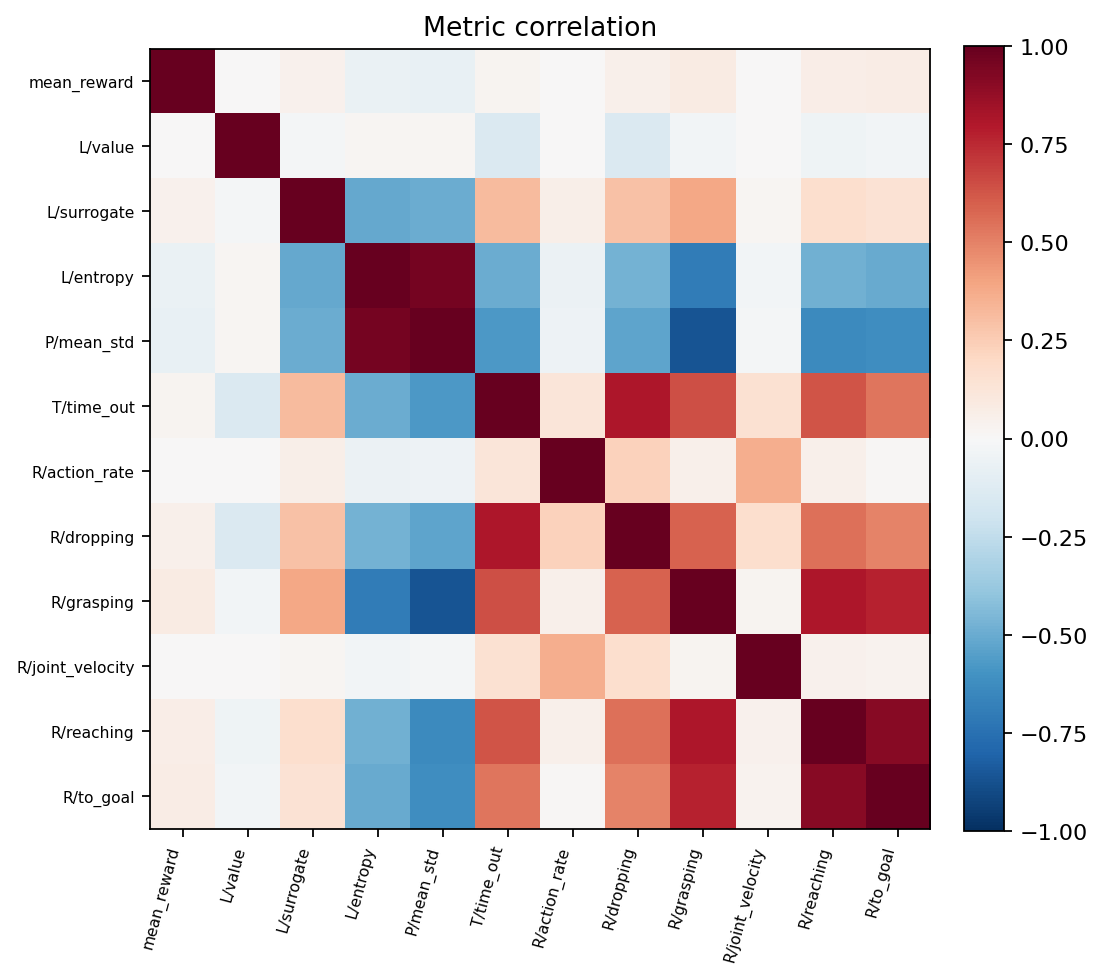 Metric correlation
mean_reward
L/value
L/surrogate
L/entropy
P/mean_std
T/time_out
R/action_rate
R/dropping
R/grasping
R/joint_velocity
R/reaching
R/to_goal
mean_reward
L/value
L/surrogate
L/entropy
P/mean_std
T/time_out
R/action_rate
R/dropping
R/grasping
R/joint_velocity
R/reaching
R/to_goal
1.00
0.75
0.50
0.25
0.00
−0.25
−0.50
−0.75
−1.00